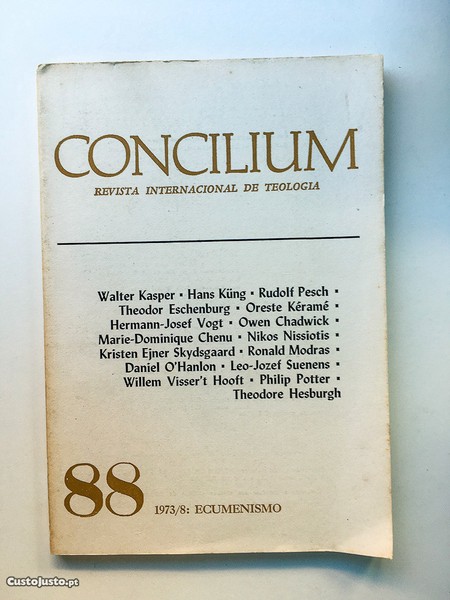 CONCILIUM
REVISTA INTERNACIONAL DE TEOLOGIA
Walter Kasper · Hans Küng · Rudolf Pesch ·
Theodor Eschenburg · Oreste Kéramé ·
Hermann-Josef Vogt · Owen Chadwick ·
Marie-Dominique Chenu · Nikos Nissiotis ·
Kristen Ejner Skydsgaard · Ronald Modras ·
Daniel O'Hanlon · Leo-Jozef Suenens ·
Willem Visser't Hooft · Philip Potter ·
Theodore Hesburgh
88 1973/8: ECUMENISMO
CustoJusto.pt